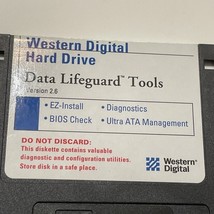 Western Digital
Hard Drive
Data Lifeguard™ Tools
Version 2.6
• EZ-Install • Diagnostics
• BIOS Check • Ultra ATA Management
DO NOT DISCARD:
This diskette contains valuable
diagnostic and configuration utilities.
Store disk in a safe place.
Western®
Digital